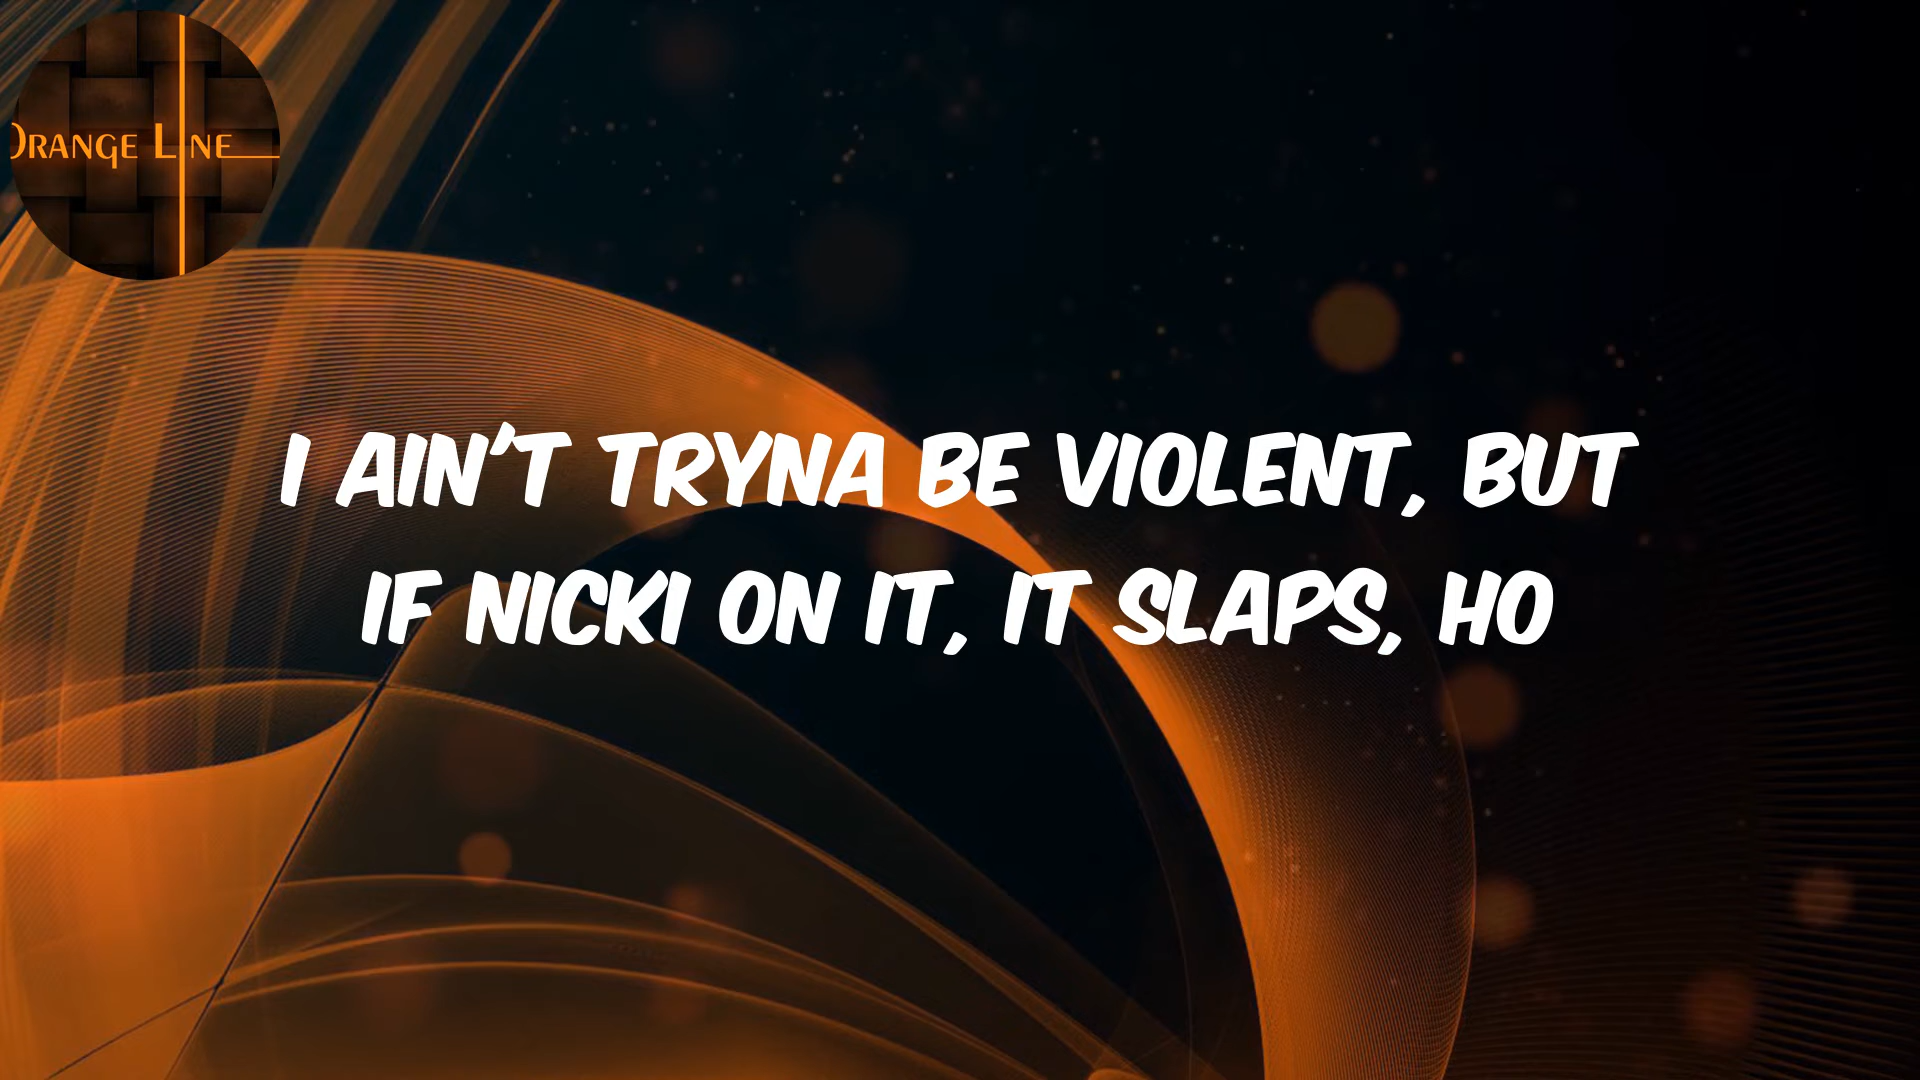 ORANGE LINE
I AIN'T TRYNA BE VIOLENT, BUT
IF NICKI ON IT, IT SLAPS, HO